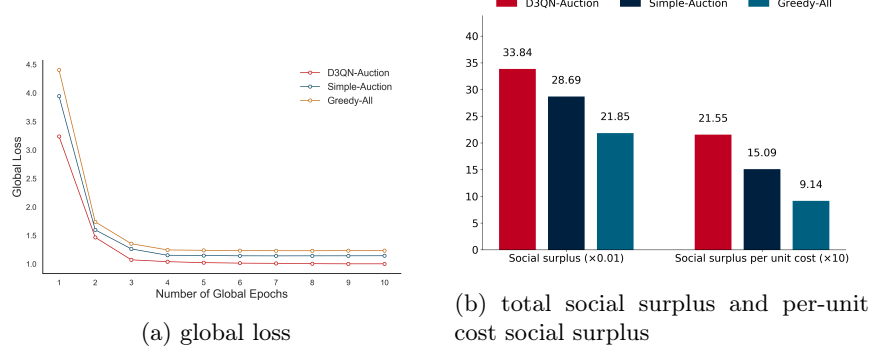 D3QN-Auction Simple-Auction Greedy-All
40
35
30
25
20
15
10
5
0
33.84
28.69
21.85
21.55
15.09
9.14
Social surplus (×0.01) Social surplus per unit cost (×10)
4.5
4.0
3.5
3.0
2.5
2.0
1.5
1.0
Global Loss
D3QN-Auction
Simple-Auction
Greedy-All
1 2 3 4 5 6 7 8 9 10
Number of Global Epochs
(a) global loss
(b) total social surplus and per-unit
cost social surplus